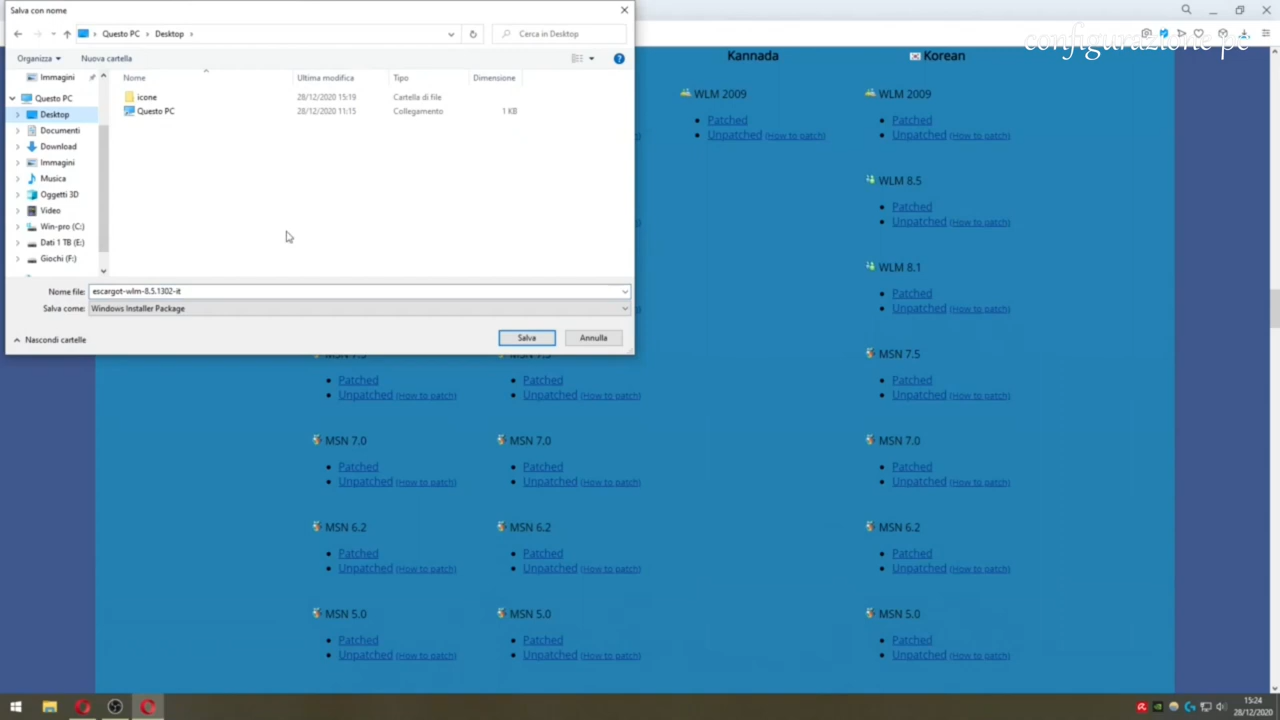 Salva con nome
configurazione pc
Questo PC > Desktop >
Cerca in Desktop
Organizza
Nuova cartella
Immagini
Questo PC
Desktop
Documenti
Download
Immagini
Musica
Oggetti 3D
Video
Win-pro (C:)
Dati 1 TB (E:)
Giochi (F:)
Nome Ultima modifica Tipo Dimensione
icone 28/12/2020 15:19 Cartella di file
Questo PC 28/12/2020 11:15 Collegamento 1 KB
Nome file: escargot-wlm-8.5.1302-it
Salva come: Windows Installer Package
Nascondi cartelle
Salva Annulla
Kannada
WLM 2009
Patched
Unpatched (How to patch)
Korean
WLM 2009
Patched
Unpatched (How to patch)
WLM 8.5
Patched
Unpatched (How to patch)
WLM 8.1
Patched
Unpatched (How to patch)
MSN 7.5
Patched
Unpatched (How to patch)
MSN 7.0
Patched
Unpatched (How to patch)
MSN 6.2
Patched
Unpatched (How to patch)
MSN 5.0
Patched
Unpatched (How to patch)
MSN 7.5
Patched
Unpatched (How to patch)
MSN 7.0
Patched
Unpatched (How to patch)
MSN 6.2
Patched
Unpatched (How to patch)
MSN 5.0
Patched
Unpatched (How to patch)
MSN 7.5
Patched
Unpatched (How to patch)
MSN 7.0
Patched
Unpatched (How to patch)
MSN 6.2
Patched
Unpatched (How to patch)
MSN 5.0
Patched
Unpatched (How to patch)
15:24
28/12/2020